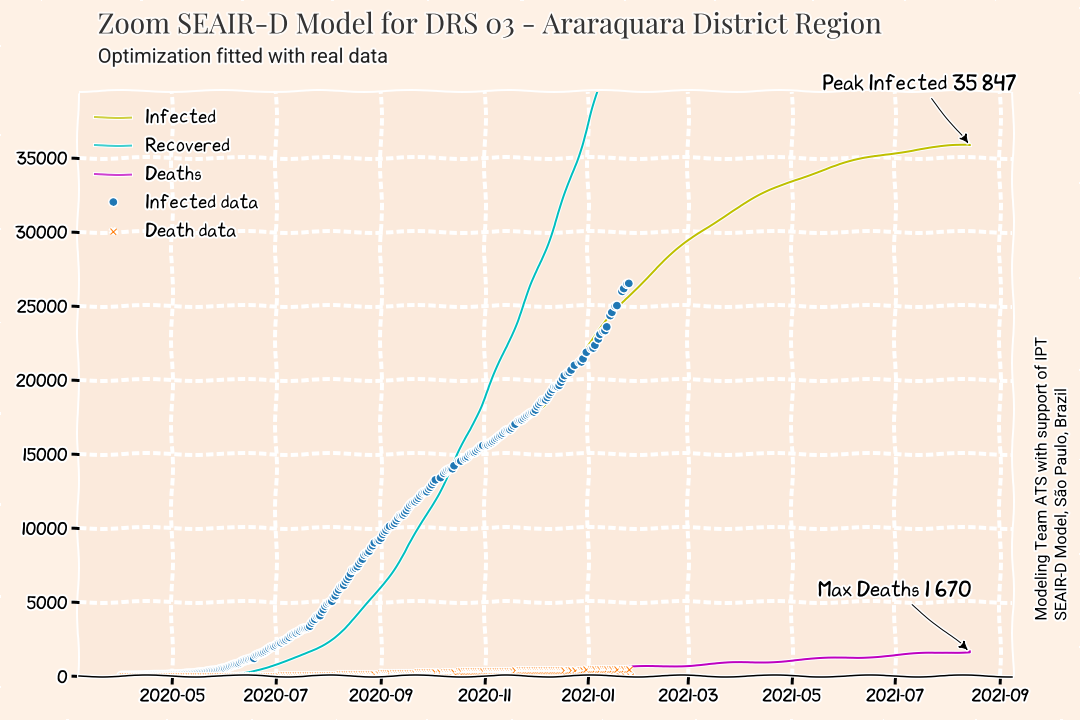 Zoom SEAIR-D Model for DRS 03 - Araraquara District Region
Optimization fitted with real data
Peak Infected 35 847
Infected
Recovered
Deaths
Infected data
Death data
35000
30000
25000
20000
15000
10000
5000
0
Max Deaths 1 670
2020-05 2020-07 2020-09 2020-11 2021-01 2021-03 2021-05 2021-07 2021-09
Modeling Team ATS with support of IPT
SEAIR-D Model, São Paulo, Brazil